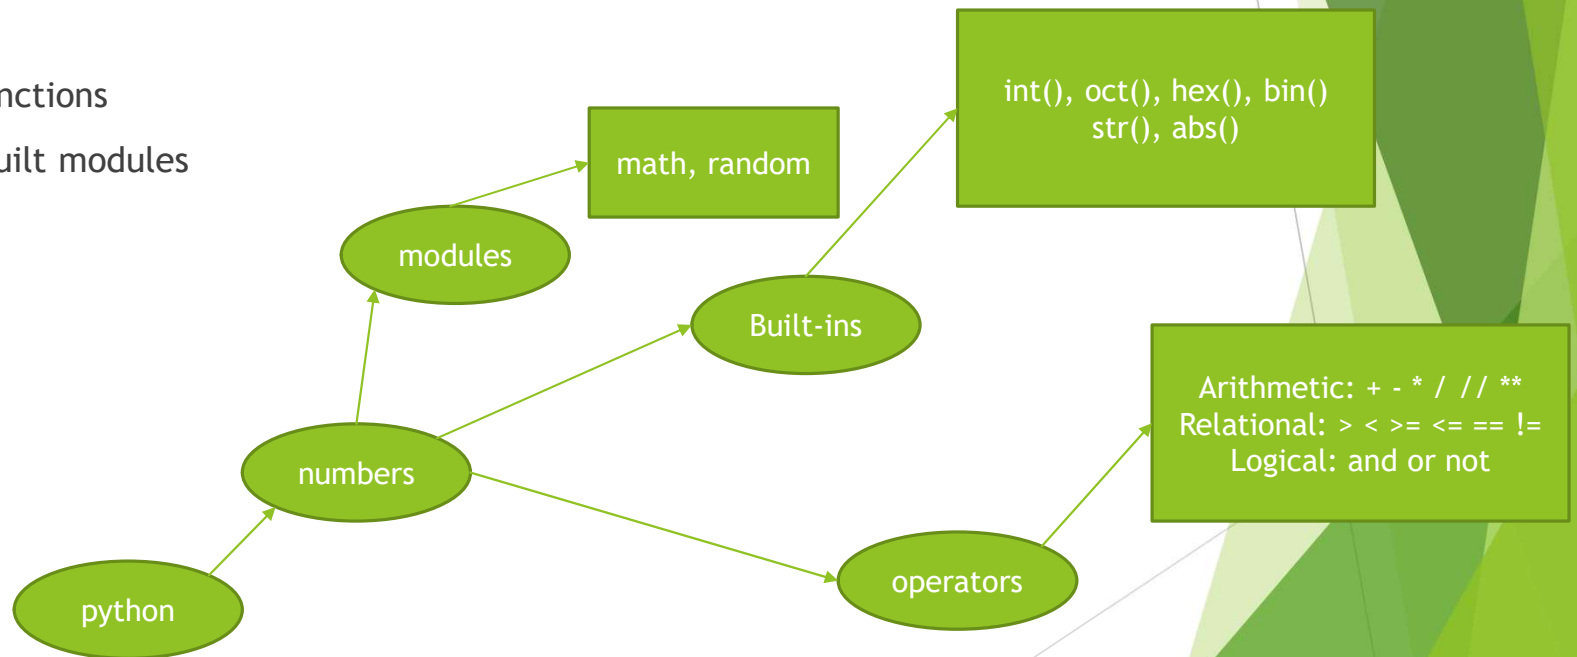 nctions
uilt modules
int(), oct(), hex(), bin()
str(), abs()
math, random
modules
Built-ins
Arithmetic: + - * / // **
Relational: > < >= <= == !=
Logical: and or not
numbers
operators
python